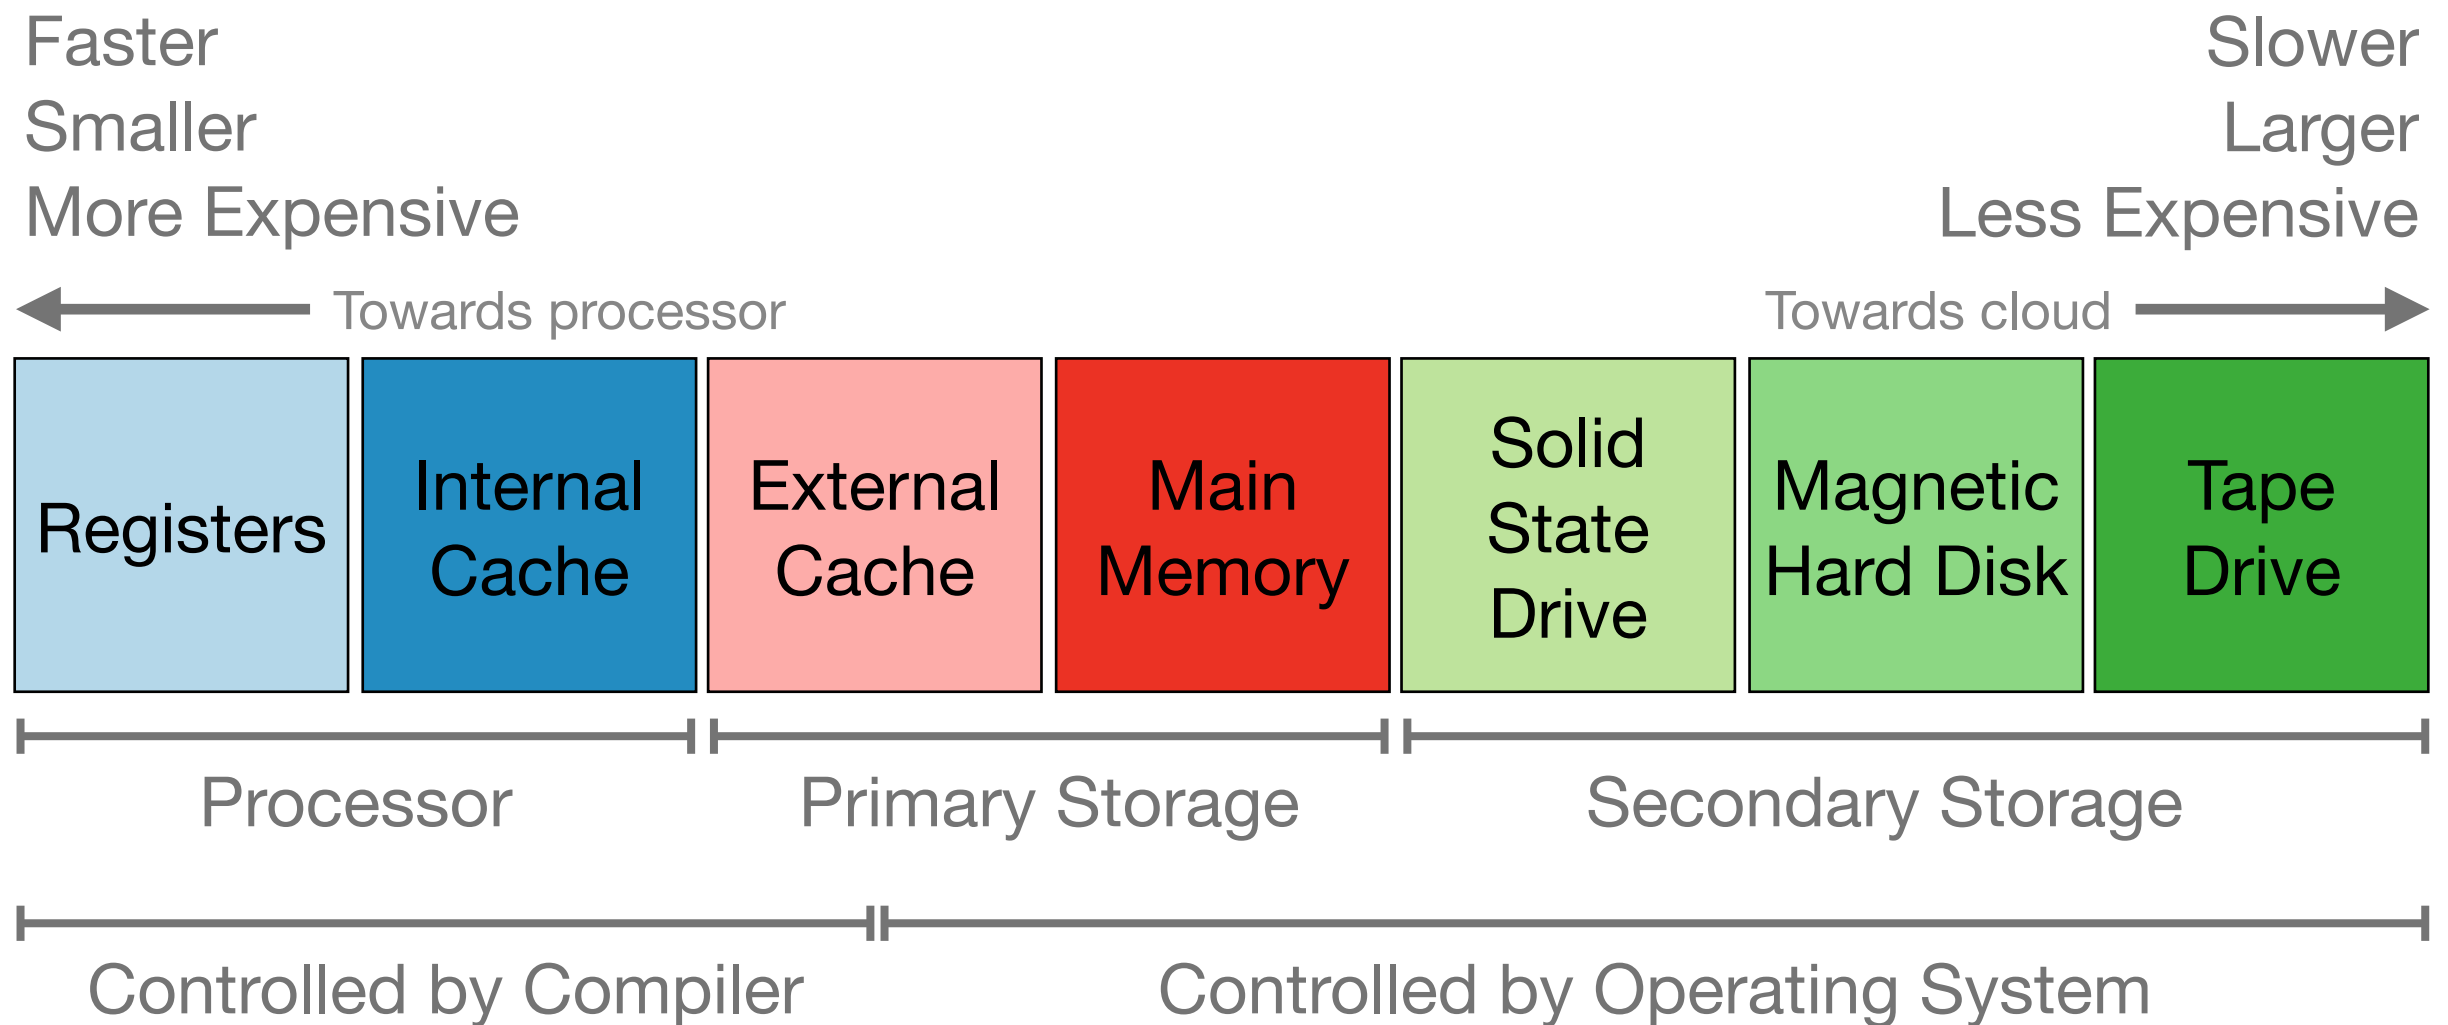 Faster
Smaller
More Expensive
Slower
Larger
Less Expensive
Towards processor
Towards cloud
Registers
Internal
Cache
External
Cache
Main
Memory
Solid
State
Drive
Magnetic
Hard Disk
Tape
Drive
Processor
Primary Storage
Secondary Storage
Controlled by Compiler
Controlled by Operating System